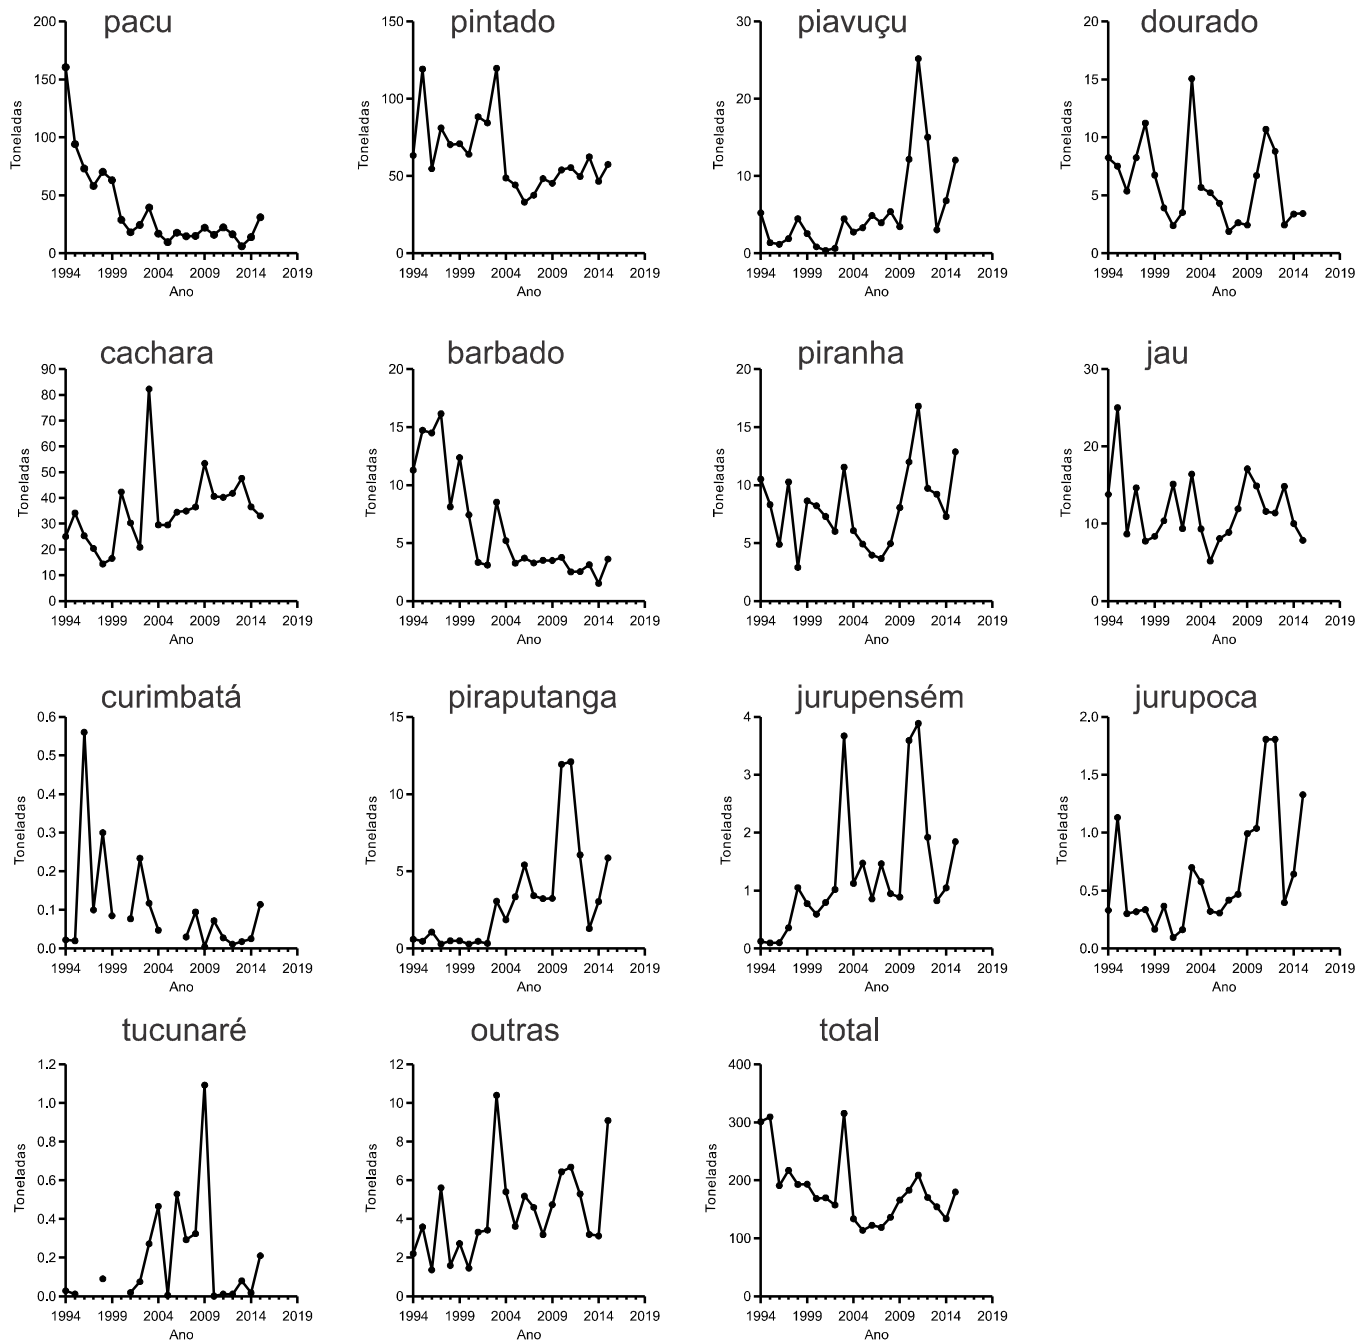 pacu
200
150
100
50
0
Toneladas
1994 1999 2004 2009 2014 2019
Ano
pintado
150
100
50
0
Toneladas
1994 1999 2004 2009 2014 2019
Ano
piavuçu
30
20
10
0
Toneladas
1994 1999 2004 2009 2014 2019
Ano
dourado
20
15
10
5
0
Toneladas
1994 1999 2004 2009 2014 2019
Ano
cachara
90
80
70
60
50
40
30
20
10
0
Toneladas
1994 1999 2004 2009 2014 2019
Ano
barbado
20
15
10
5
0
Toneladas
1994 1999 2004 2009 2014 2019
Ano
piranha
20
15
10
5
0
Toneladas
1994 1999 2004 2009 2014 2019
Ano
jau
30
20
10
0
Toneladas
1994 1999 2004 2009 2014 2019
Ano
curimbatá
0.6
0.5
0.4
0.3
0.2
0.1
0.0
Toneladas
1994 1999 2004 2009 2014 2019
Ano
piraputanga
15
10
5
0
Toneladas
1994 1999 2004 2009 2014 2019
Ano
jurupensém
4
3
2
1
0
Toneladas
1994 1999 2004 2009 2014 2019
Ano
jurupoca
2.0
1.5
1.0
0.5
0.0
Toneladas
1994 1999 2004 2009 2014 2019
Ano
tucunaré
1.2
1.0
0.8
0.6
0.4
0.2
0.0
Toneladas
1994 1999 2004 2009 2014 2019
Ano
outras
12
10
8
6
4
2
0
Toneladas
1994 1999 2004 2009 2014 2019
Ano
total
400
300
200
100
0
Toneladas
1994 1999 2004 2009 2014 2019
Ano